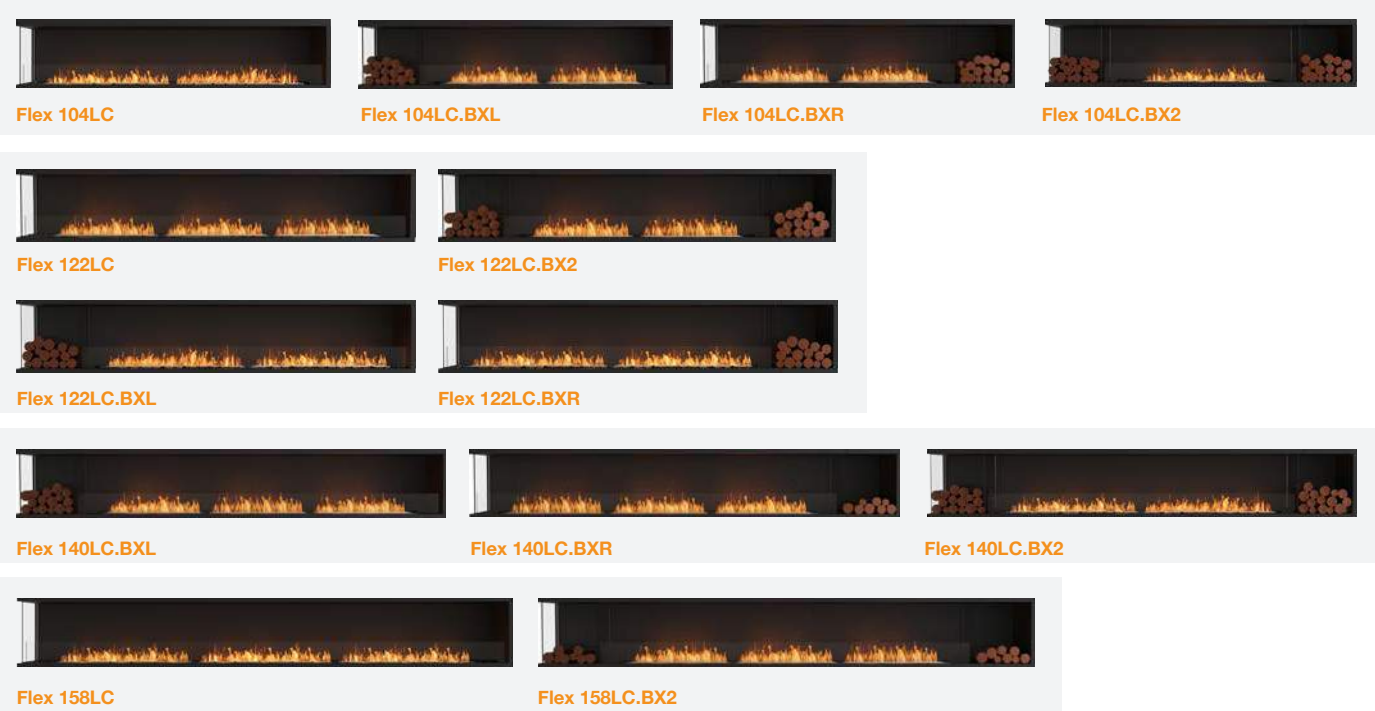 Flex 104LC
Flex 104LC.BXL
Flex 104LC.BXR
Flex 104LC.BX2
Flex 122LC
Flex 122LC.BX2
Flex 122LC.BXL
Flex 122LC.BXR
Flex 140LC.BXL
Flex 140LC.BXR
Flex 140LC.BX2
Flex 158LC
Flex 158LC.BX2